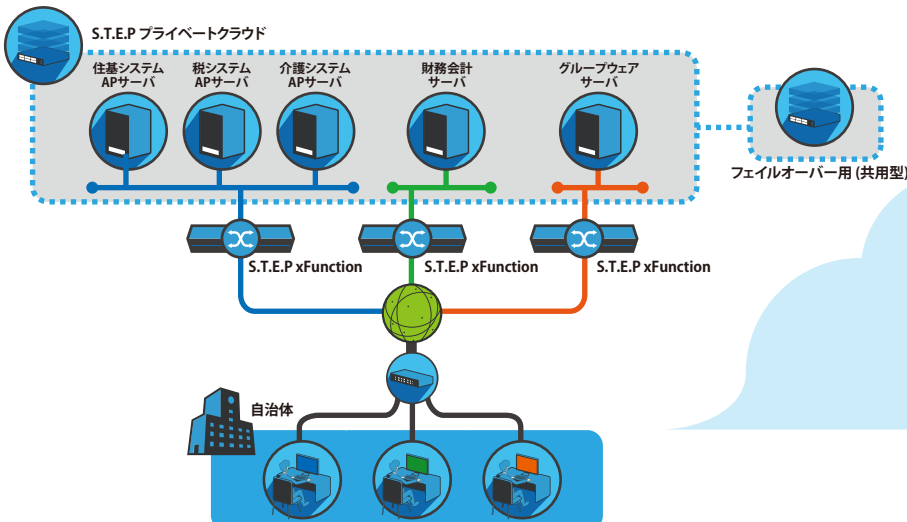 S.T.E.P プライベートクラウド
住基システム
APサーバ
税システム
APサーバ
介護システム
APサーバ
財務会計
サーバ
グループウェア
サーバ
フェイルオーバー用 (共用型)
S.T.E.P xFunction
S.T.E.P xFunction
S.T.E.P xFunction
自治体